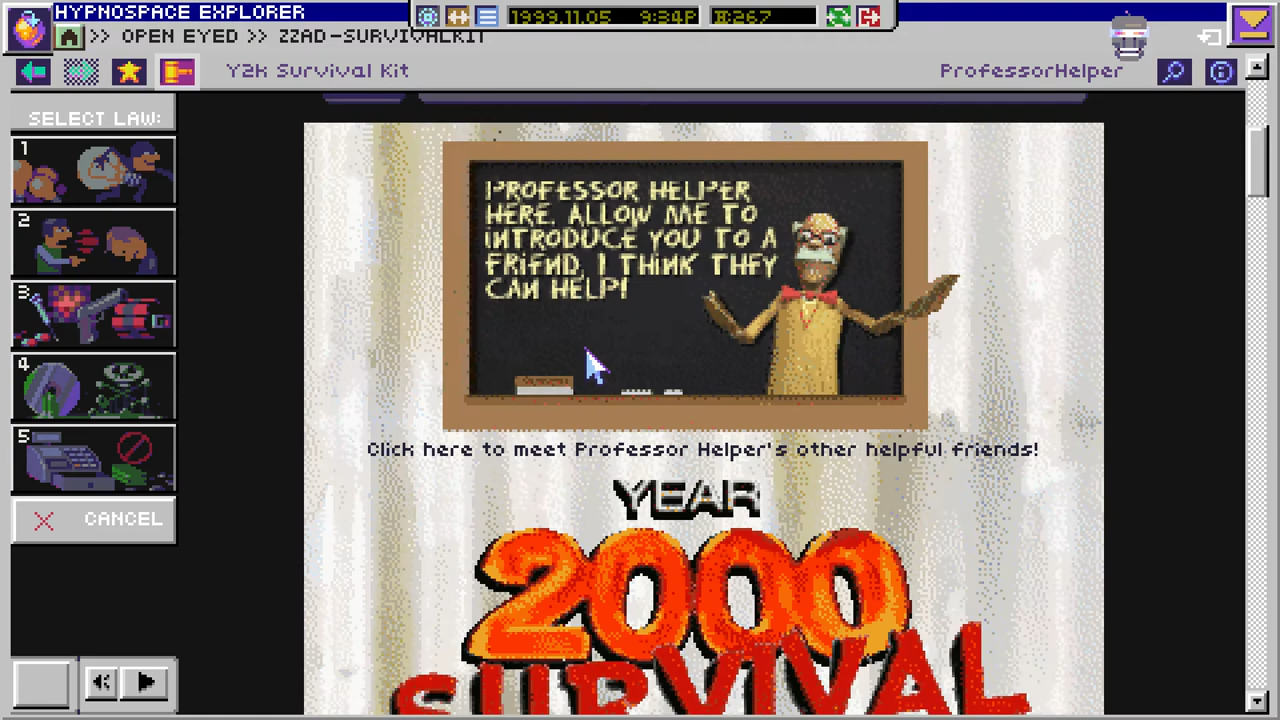 HYPNOSPACE EXPLORER
1999.11.05 9:34P
267
>> OPEN EYED >> ZZAD-SURVIVALKIT
Y2k Survival Kit
ProfessorHelper
SELECT LAW:
1
2
3
4
5
CANCEL
PROFESSOR HELPER
HERE. ALLOW ME TO
INTRODUCE YOU TO A
FRIEND, I THINK THEY
CAN HELP!
Click here to meet Professor Helper's other helpful friends!
YEAR
2000
SURVIVAL